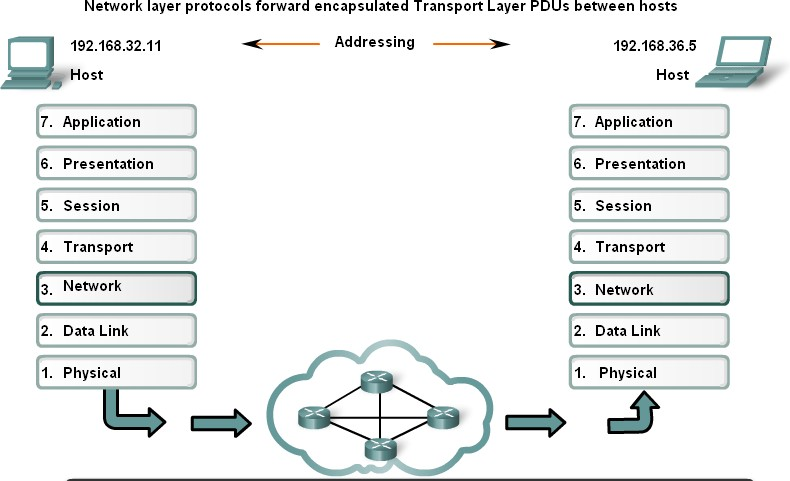 Network layer protocols forward encapsulated Transport Layer PDUs between hosts
192.168.32.11
Addressing
192.168.36.5
Host
Host
7. Application
7. Application
6. Presentation
6. Presentation
5. Session
5. Session
4. Transport
4. Transport
3. Network
3. Network
2. Data Link
2. Data Link
1. Physical
1. Physical